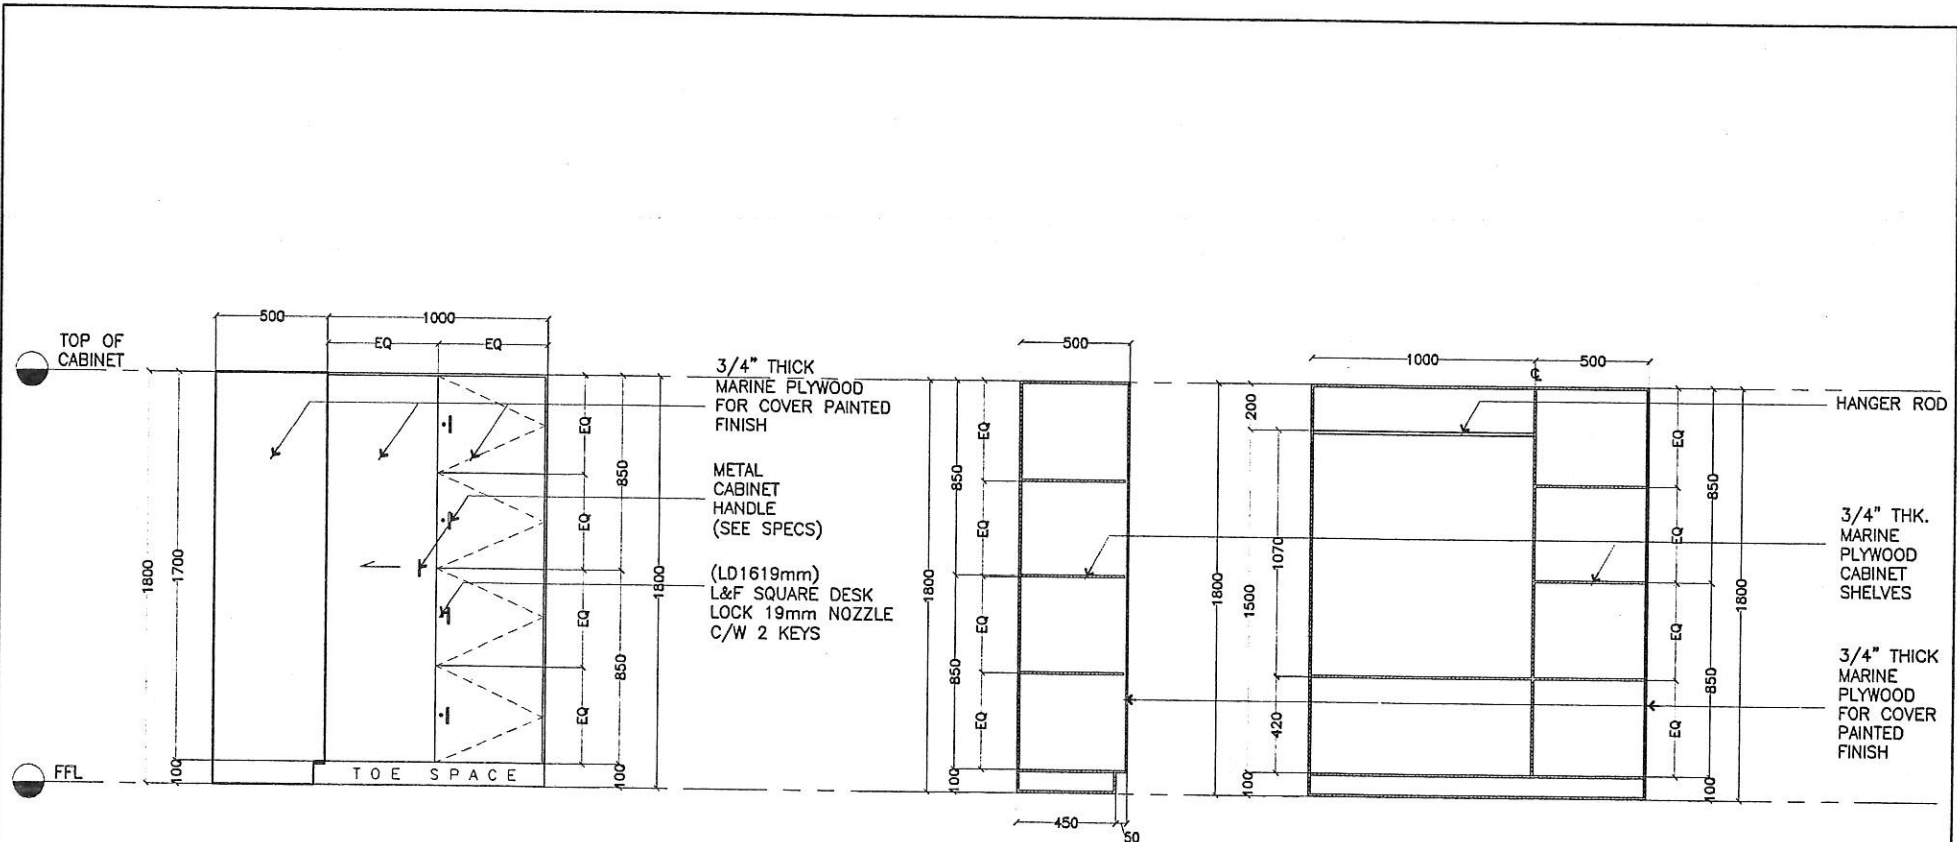 TOP OF
CABINET
FFL
500
1000
EQ
EQ
1800
1700
100
EQ
EQ
EQ
EQ
850
850
100
1800
TOE SPACE
3/4" THICK
MARINE PLYWOOD
FOR COVER PAINTED
FINISH
METAL
CABINET
HANDLE
(SEE SPECS)
(LD1619mm)
L&F SQUARE DESK
LOCK 19mm NOZZLE
C/W 2 KEYS
500
1800
850
850
100
EQ
EQ
EQ
EQ
450
50
1000
500
℄
1800
200
1500
1070
420
100
EQ
EQ
EQ
EQ
850
850
100
1800
HANGER ROD
3/4" THK.
MARINE
PLYWOOD
CABINET
SHELVES
3/4" THICK
MARINE
PLYWOOD
FOR COVER
PAINTED
FINISH